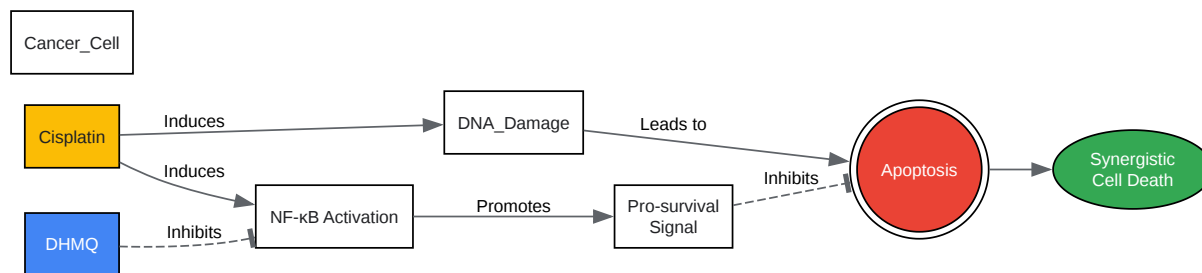 Cancer_Cell
Cisplatin
Induces
DNA_Damage
Leads to
Induces
NF-κB Activation
Promotes
Pro-survival
Signal
Inhibits
Apoptosis
Synergistic
Cell Death
DHMQ
Inhibits